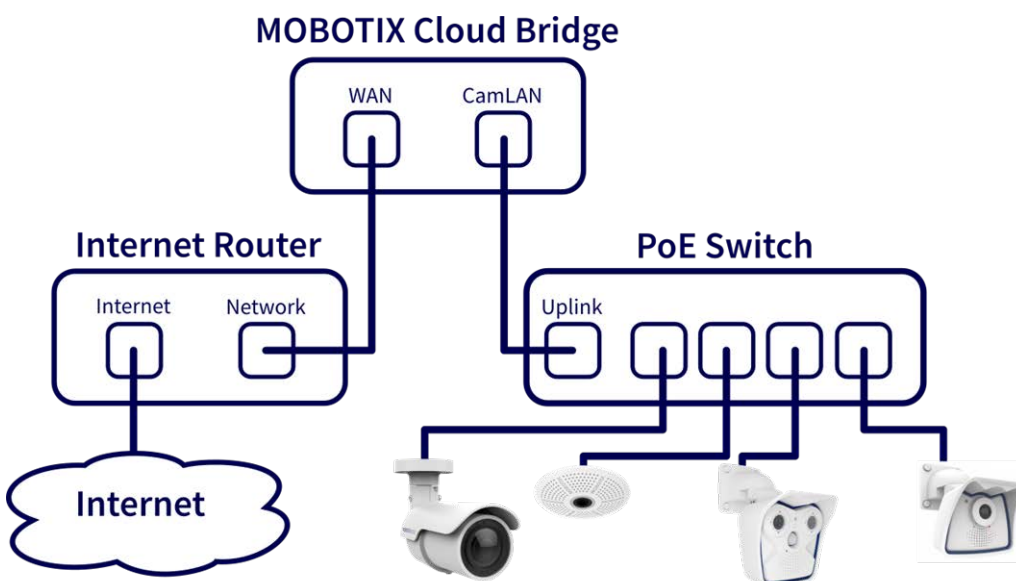 MOBOTIX Cloud Bridge
WAN CamLAN
Internet Router
PoE Switch
Internet Network
Uplink
Internet